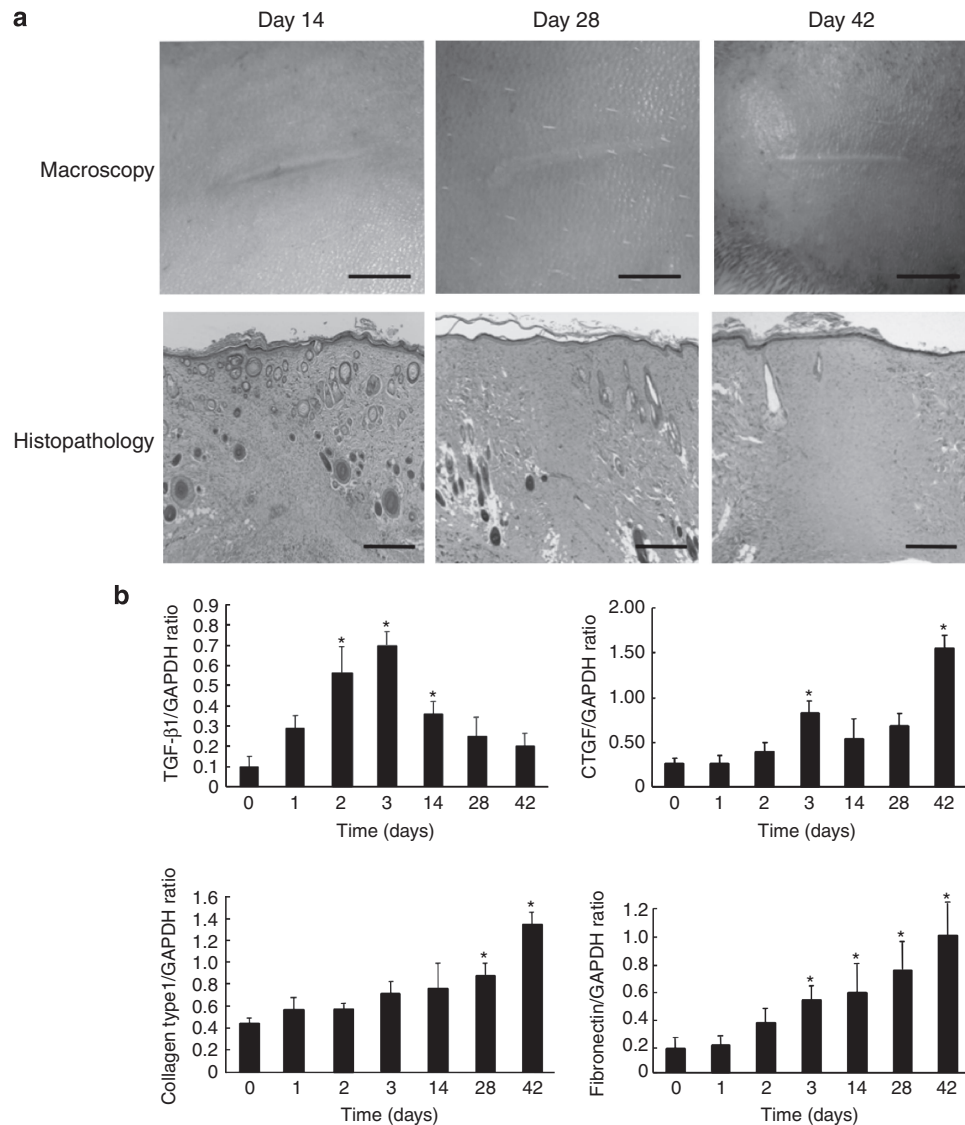 a
Day 14 Day 28 Day 42
Macroscopy
Histopathology
b
TGF-β1/GAPDH ratio
0.9
0.8
0.7
0.6
0.5
0.4
0.3
0.2
0.1
0
* * *
0 1 2 3 14 28 42
Time (days)
CTGF/GAPDH ratio
2.00
1.00
0.50
0
* *
0 1 2 3 14 28 42
Time (days)
Collagen type1/GAPDH ratio
1.6
1.4
1.2
1.0
0.8
0.6
0.4
0.2
0
* *
0 1 2 3 14 28 42
Time (days)
Fibronectin/GAPDH ratio
1.2
1.0
0.8
0.6
0.4
0.2
0
* * * *
0 1 2 3 14 28 42
Time (days)